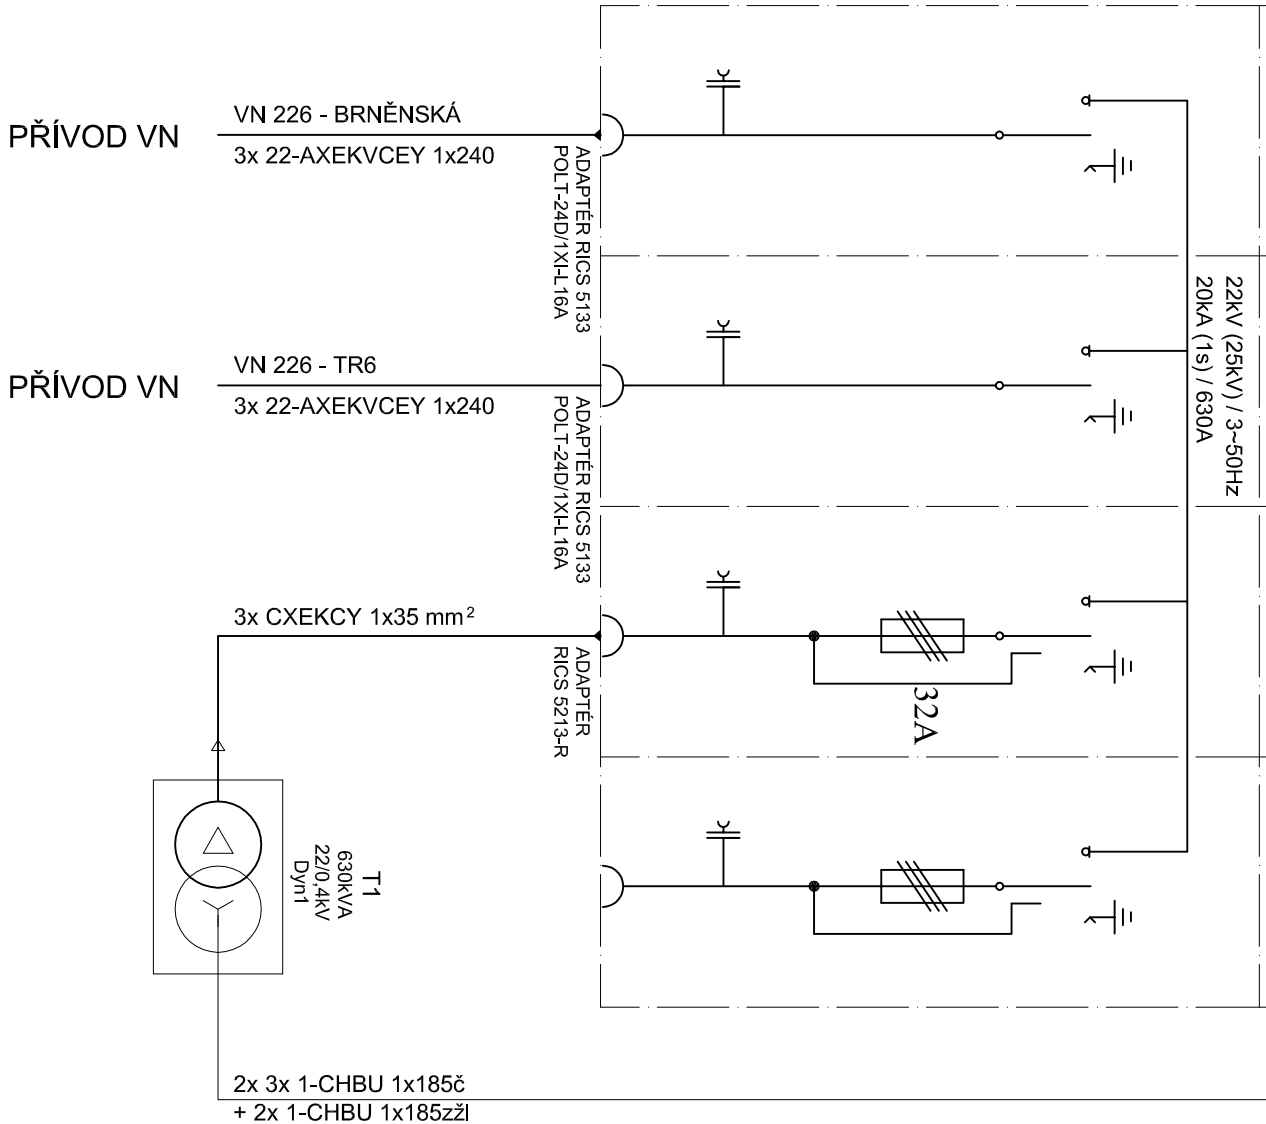 PŘÍVOD VN
VN 226 - BRNĚNSKÁ
3x 22-AXEKVCEY 1x240
ADAPTÉR RICS 5133
POLT-24D/1XI-L16A
22kV (25kV) / 3~50Hz
20kA (1s) / 630A
PŘÍVOD VN
VN 226 - TR6
3x 22-AXEKVCEY 1x240
ADAPTÉR RICS 5133
POLT-24D/1XI-L16A
3x CXEKCY 1x35 mm²
ADAPTÉR
RICS 5213-R
32A
T1
630kVA
22/0,4kV
Dyn1
2x 3x 1-CHBU 1x185č
+ 2x 1-CHBU 1x185zžl